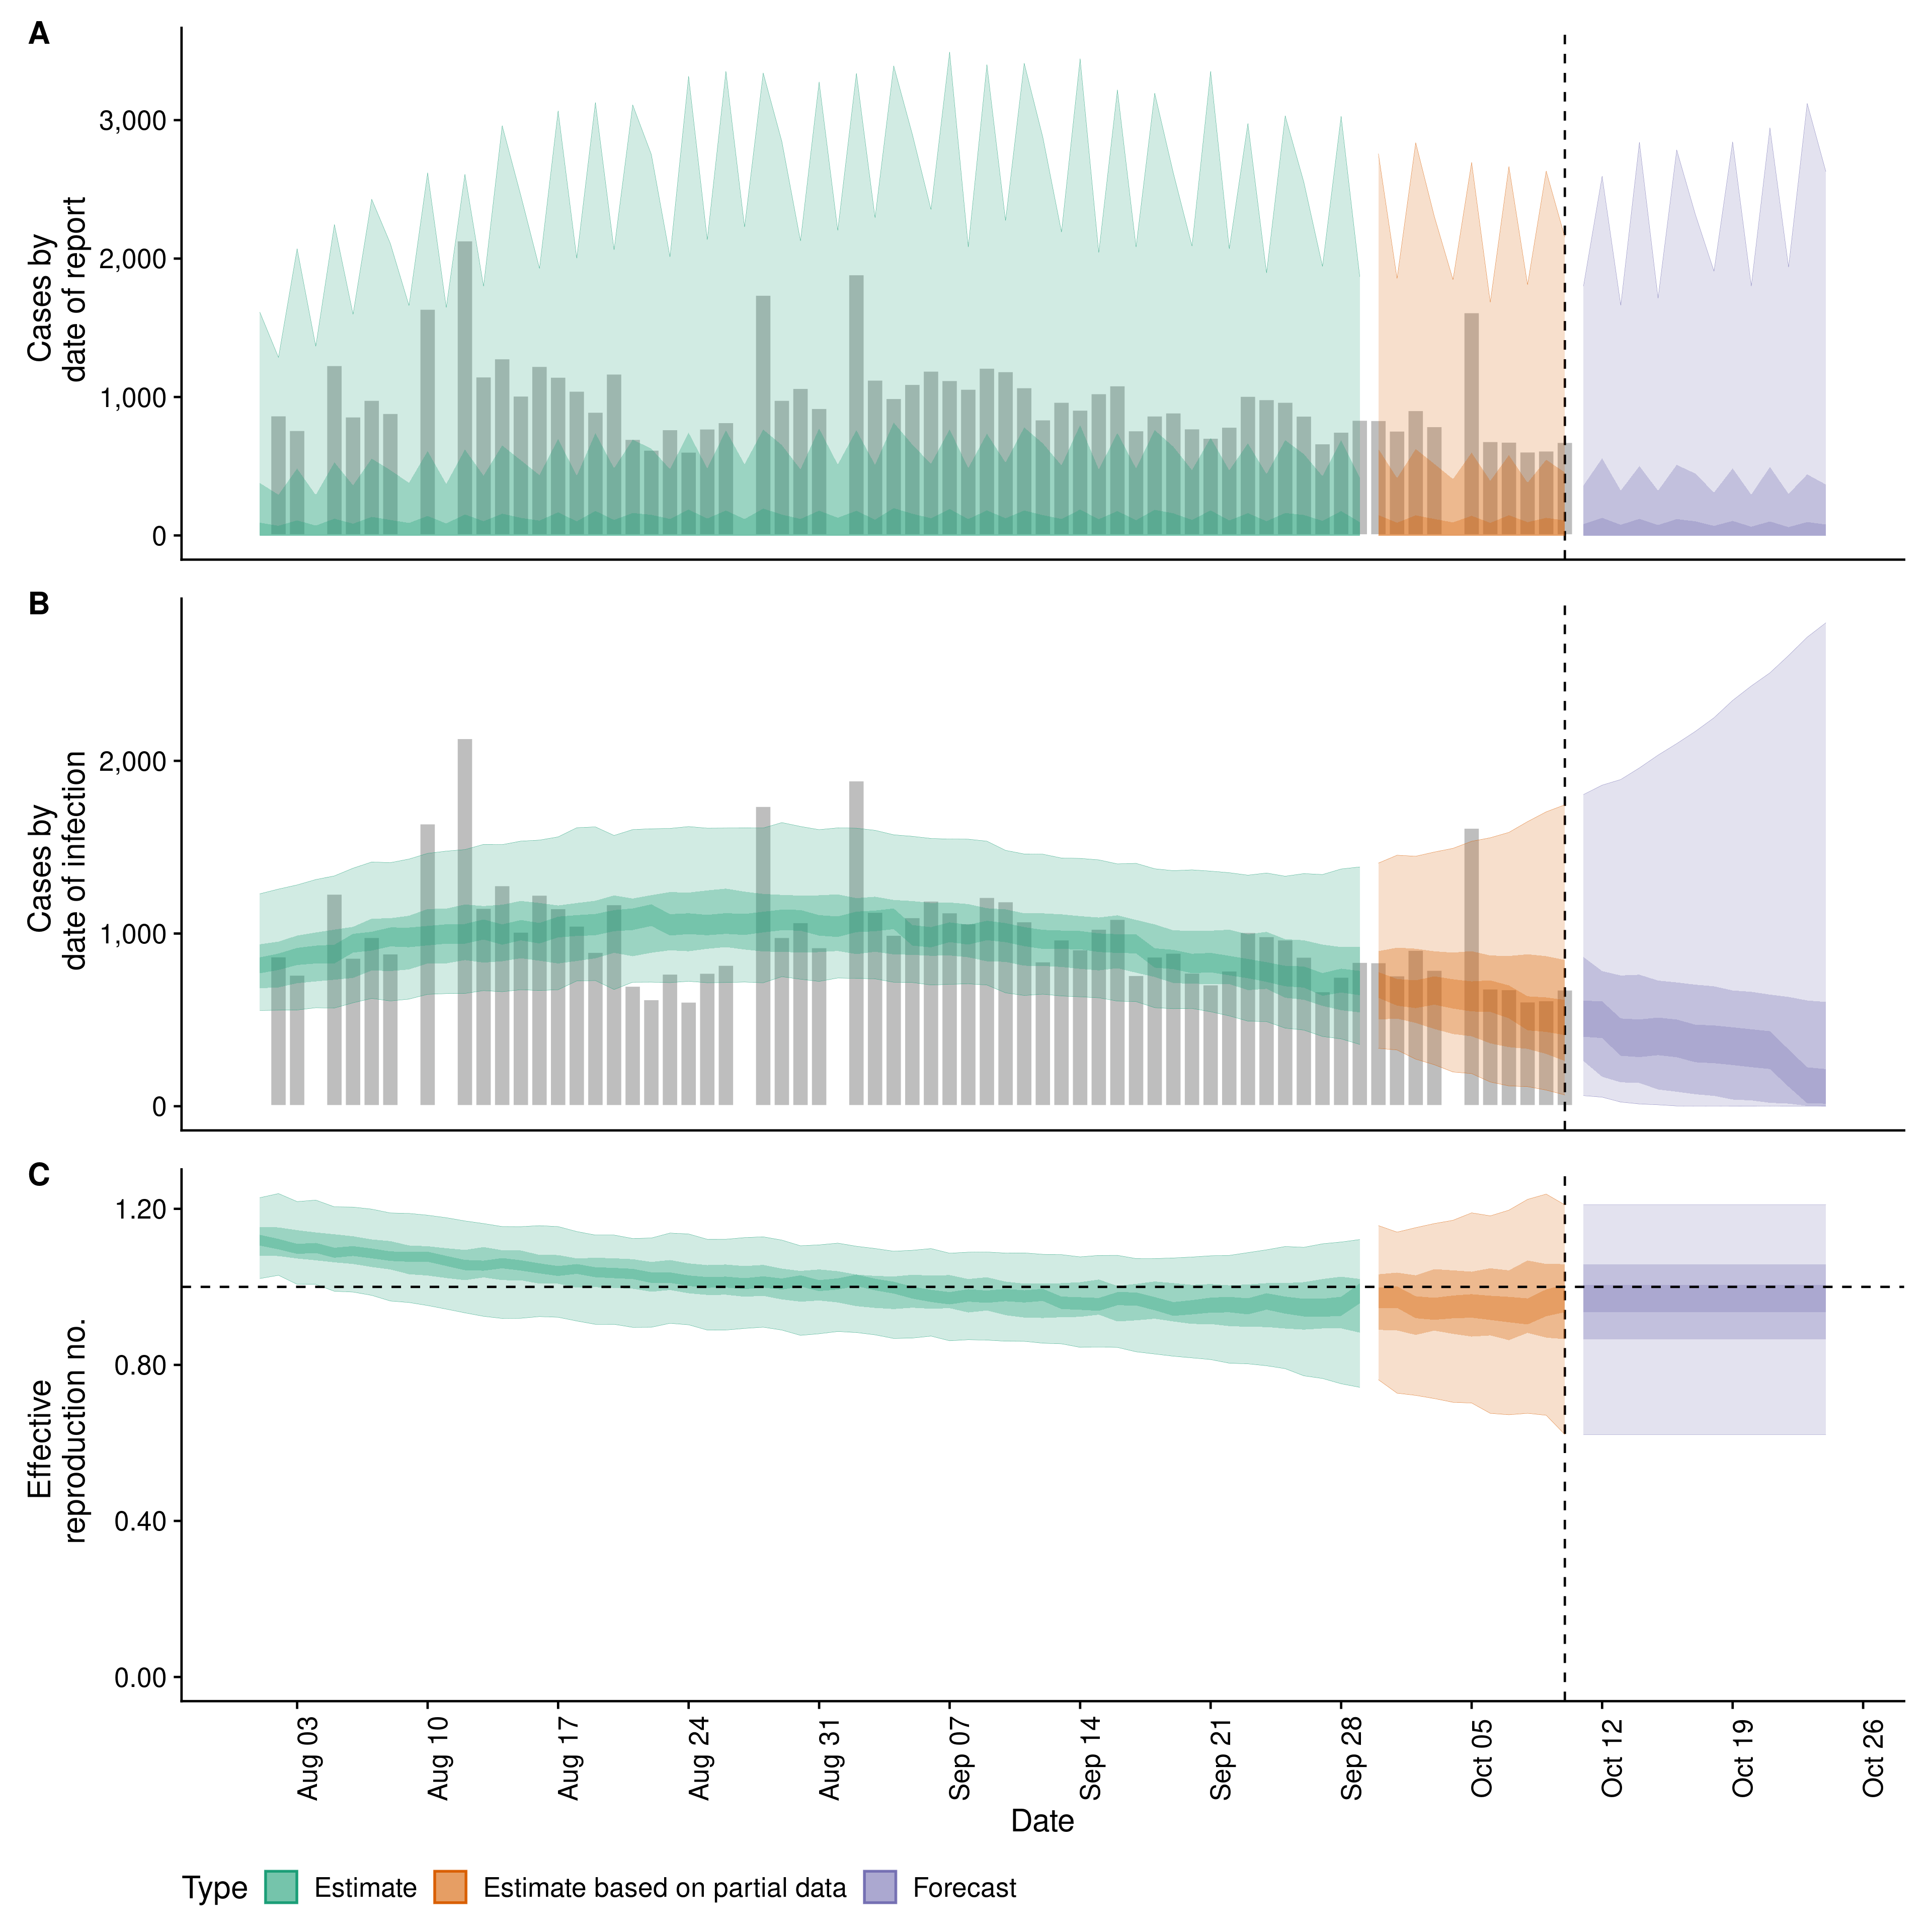 A
Cases by
date of report
3,000
2,000
1,000
0
B
Cases by
date of infection
2,000
1,000
0
C
Effective
reproduction no.
1.20
0.80
0.40
0.00
Aug 03
Aug 10
Aug 17
Aug 24
Aug 31
Sep 07
Sep 14
Sep 21
Sep 28
Oct 05
Oct 12
Oct 19
Oct 26
Date
Type Estimate Estimate based on partial data Forecast